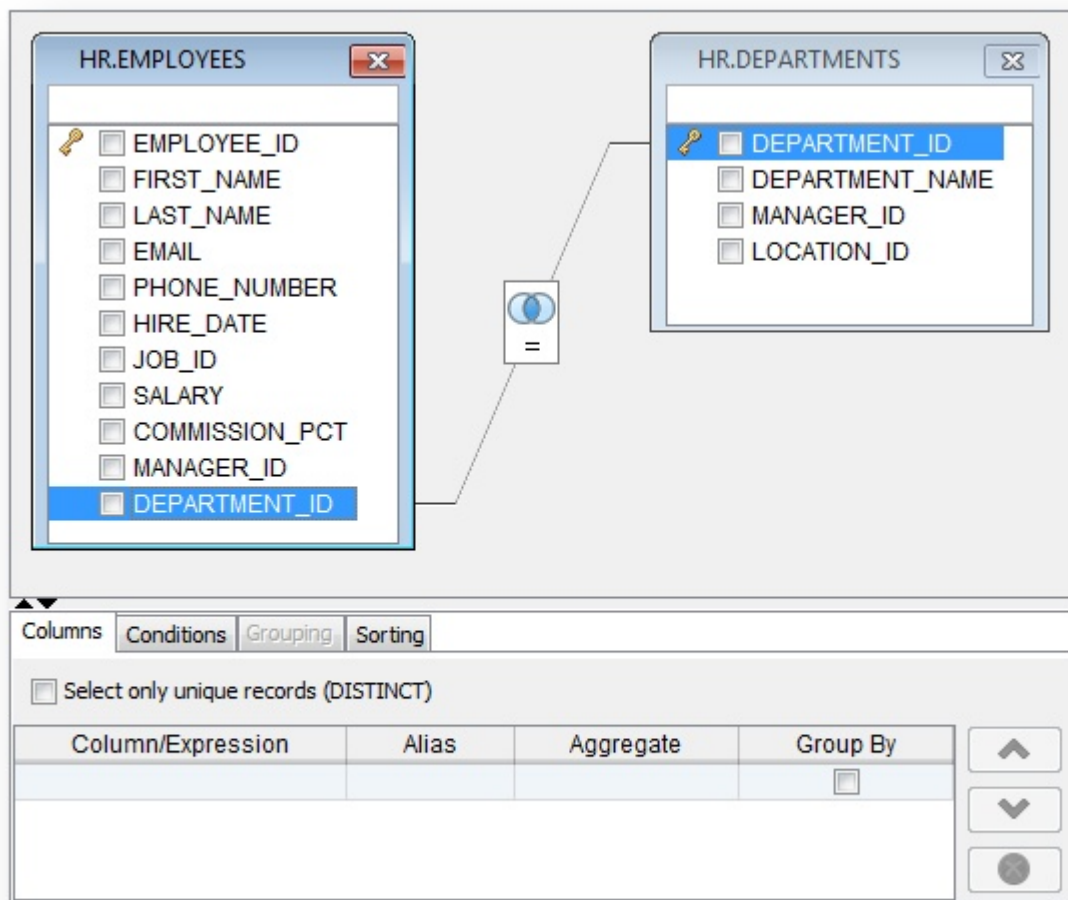 HR.EMPLOYEES
EMPLOYEE_ID
FIRST_NAME
LAST_NAME
EMAIL
PHONE_NUMBER
HIRE_DATE
JOB_ID
SALARY
COMMISSION_PCT
MANAGER_ID
DEPARTMENT_ID
=
HR.DEPARTMENTS
DEPARTMENT_ID
DEPARTMENT_NAME
MANAGER_ID
LOCATION_ID
Columns Conditions Grouping Sorting
Select only unique records (DISTINCT)
Column/Expression Alias Aggregate Group By